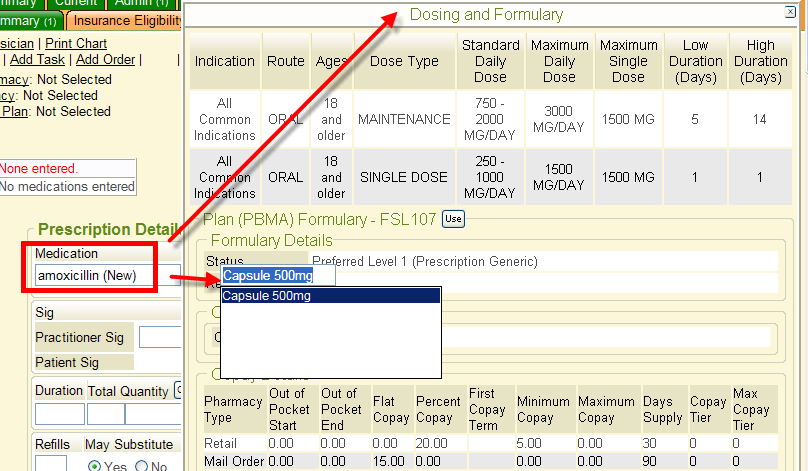 mmary
Current
Admin (1)
mmary (1)
Insurance Eligibility
sician | Print Chart
| Add Task | Add Order | |
macy: Not Selected
cy: Not Selected
Plan: Not Selected
None entered.
No medications entered
Prescription Detail
Medication
amoxicillin (New)
Sig
Practitioner Sig
Patient Sig
Duration Total Quantity
Refills May Substitute
Yes No
Dosing and Formulary
Indication Route Ages Dose Type Standard Daily Dose Maximum Daily Dose Maximum Single Dose Low Duration (Days) High Duration (Days)
All Common Indications ORAL 18 and older MAINTENANCE 750 - 2000 MG/DAY 3000 MG/DAY 1500 MG 5 14
All Common Indications ORAL 18 and older SINGLE DOSE 250 - 1000 MG/DAY 1500 MG/DAY 1500 MG 1 1
Plan (PBMA) Formulary - FSL107 Use
Formulary Details
Status Preferred Level 1 (Prescription Generic)
Capsule 500mg
Capsule 500mg
Pharmacy Type Out of Pocket Start Out of Pocket End Flat Copay Percent Copay First Copay Term Minimum Copay Maximum Copay Days Supply Copay Tier Max Copay Tier
Retail 0.00 0.00 0.00 20.00 5.00 0.00 30 0 0
Mail Order 0.00 0.00 15.00 0.00 0.00 0.00 90 0 0